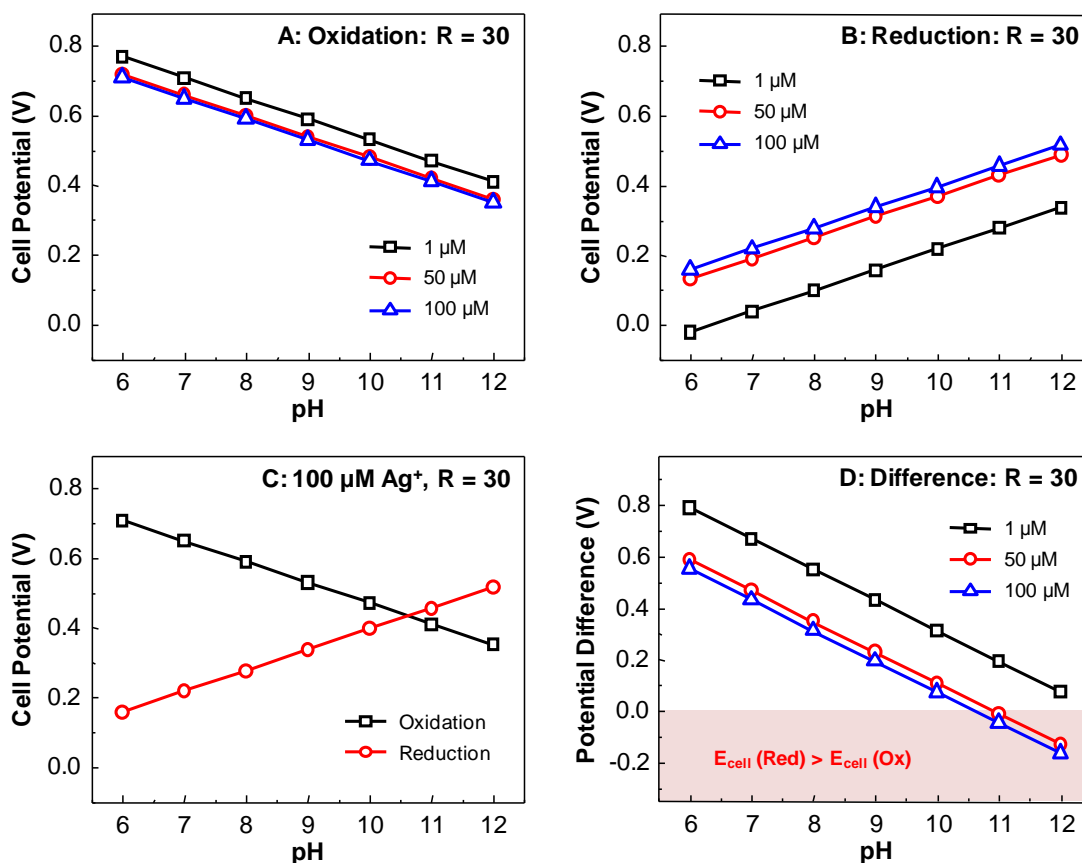 A: Oxidation: R = 30
Cell Potential (V)
0.8
0.6
0.4
0.2
0.0
1 µM
50 µM
100 µM
6 7 8 9 10 11 12
pH
B: Reduction: R = 30
Cell Potential (V)
0.8
0.6
0.4
0.2
0.0
1 µM
50 µM
100 µM
6 7 8 9 10 11 12
pH
C: 100 µM Ag⁺, R = 30
Cell Potential (V)
0.8
0.6
0.4
0.2
0.0
Oxidation
Reduction
6 7 8 9 10 11 12
pH
D: Difference: R = 30
Potential Difference (V)
0.8
0.6
0.4
0.2
0.0
-0.2
1 µM
50 µM
100 µM
E_cell (Red) > E_cell (Ox)
6 7 8 9 10 11 12
pH